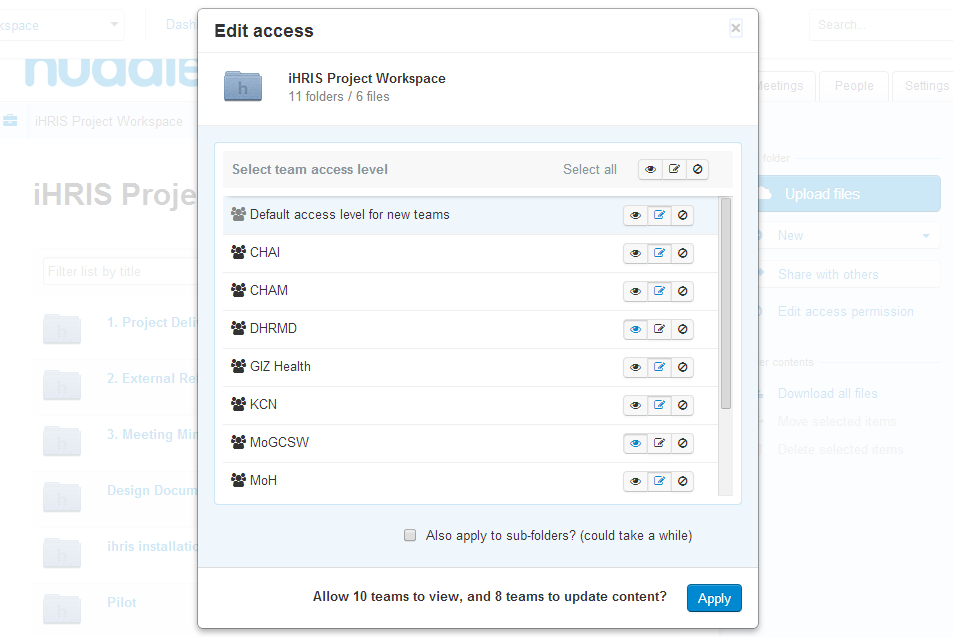 kspace
Dash
Search...
Edit access
×
huddle
Meetings
People
Settings
iHRIS Project Workspace
11 folders / 6 files
iHRIS Project Workspace
Select team access level
Select all
folder
iHRIS Proje
Upload files
Default access level for new teams
New
CHAI
Filter list by title
Share with others
CHAM
Edit access permission
1. Project Deli
DHRMD
GIZ Health
er contents
2. External Rel
Download all files
KCN
Move selected items
3. Meeting Min
MoGCSW
Delete selected items
MoH
Design Docum
Also apply to sub-folders? (could take a while)
ihris installatio
Allow 10 teams to view, and 8 teams to update content?
Apply
Pilot